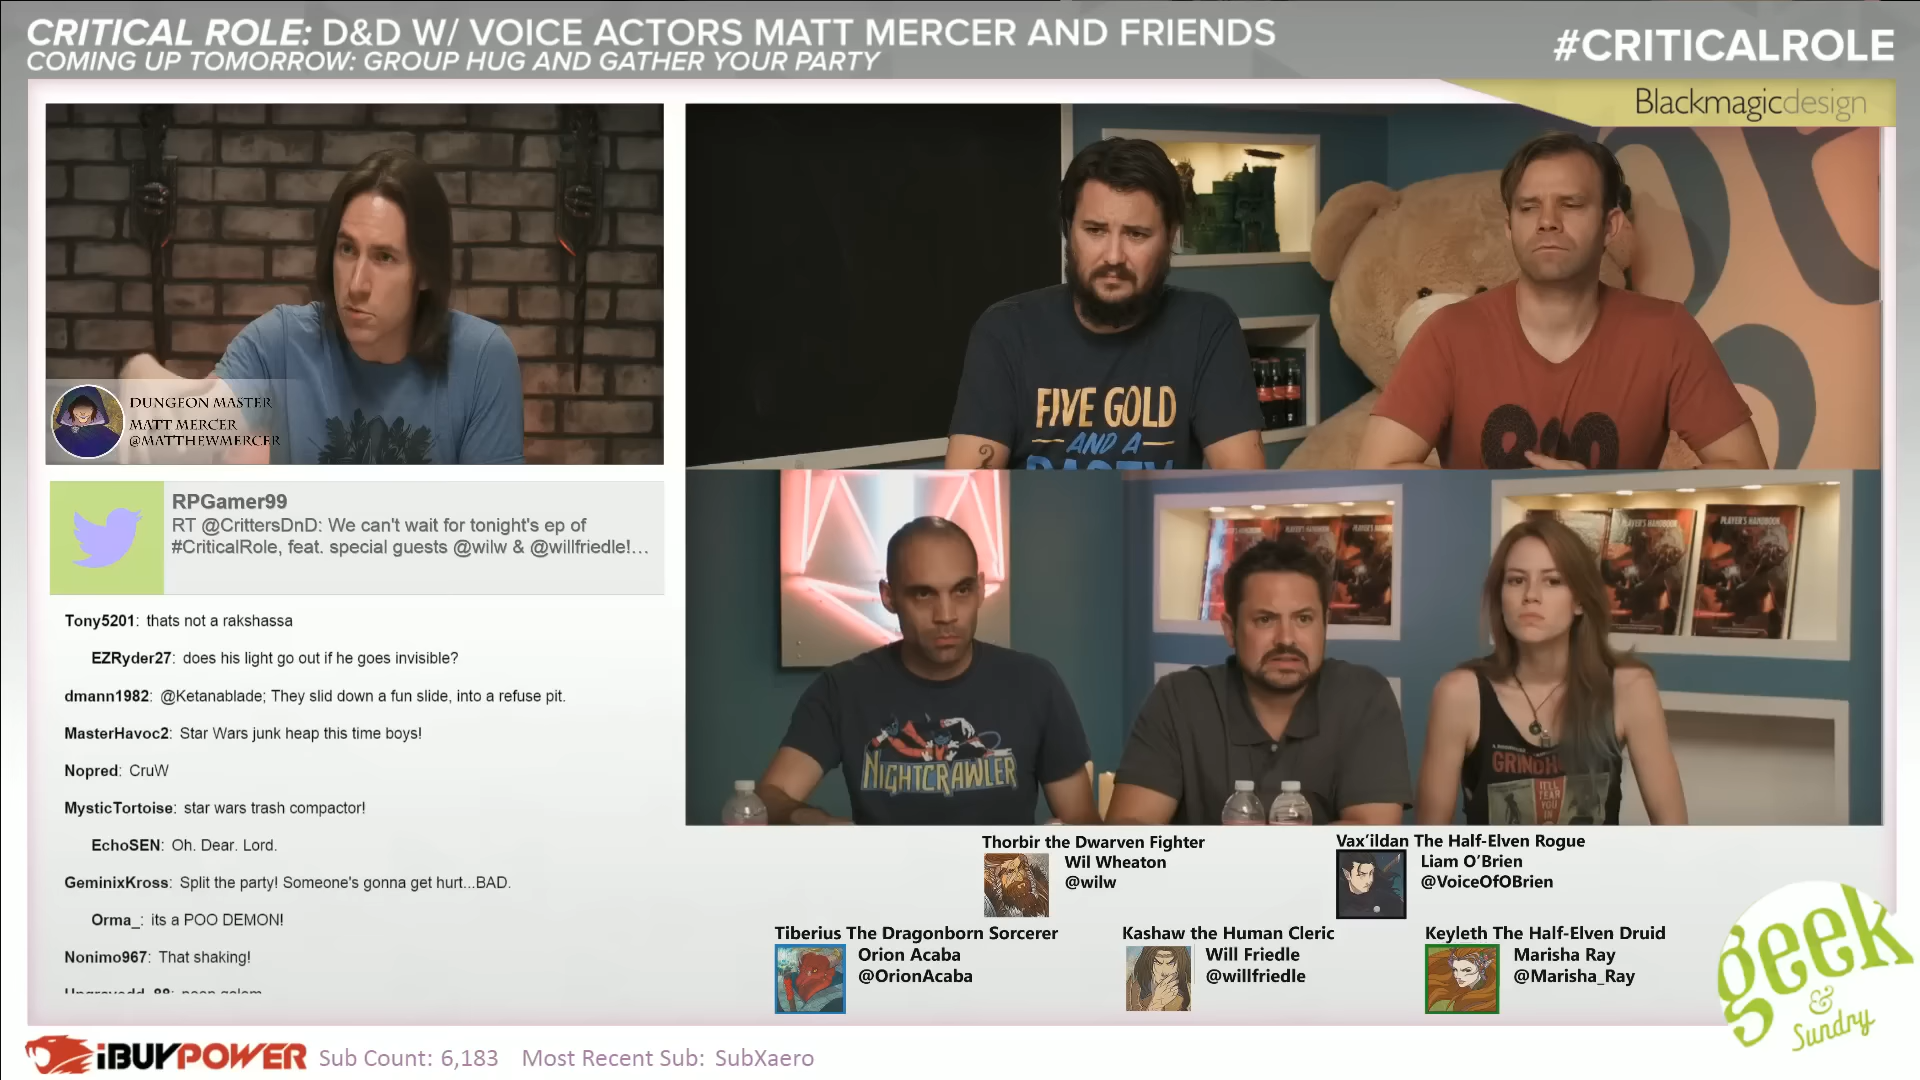 CRITICAL ROLE: D&D W/ VOICE ACTORS MATT MERCER AND FRIENDS
COMING UP TOMORROW: GROUP HUG AND GATHER YOUR PARTY
#CRITICALROLE
Blackmagicdesign
DUNGEON MASTER
MATT MERCER
@MATTHEWMERCER
FIVE GOLD
AND A
RPGamer99
RT @CrittersDnD: We can't wait for tonight's ep of
#CriticalRole, feat. special guests @wilw & @willfriedle!...
Tony5201: thats not a rakshassa
EZRyder27: does his light go out if he goes invisible?
dmann1982: @Ketanablade; They slid down a fun slide, into a refuse pit.
MasterHavoc2: Star Wars junk heap this time boys!
Nopred: CruW
MysticTortoise: star wars trash compactor!
EchoSEN: Oh. Dear. Lord.
GeminixKross: Split the party! Someone's gonna get hurt...BAD.
Orma_: its a POO DEMON!
Nonimo967: That shaking!
PLAYER'S HANDBOOK
PLAYER'S HANDBOOK
NIGHTCRAWLER
Thorbir the Dwarven Fighter
Wil Wheaton
@wilw
Vax'ildan The Half-Elven Rogue
Liam O'Brien
@VoiceOfOBrien
Tiberius The Dragonborn Sorcerer
Orion Acaba
@OrionAcaba
Kashaw the Human Cleric
Will Friedle
@willfriedle
Keyleth The Half-Elven Druid
Marisha Ray
@Marisha_Ray
geek
&
Sundry
iBUYPOWER
Sub Count: 6,183 Most Recent Sub: SubXaero